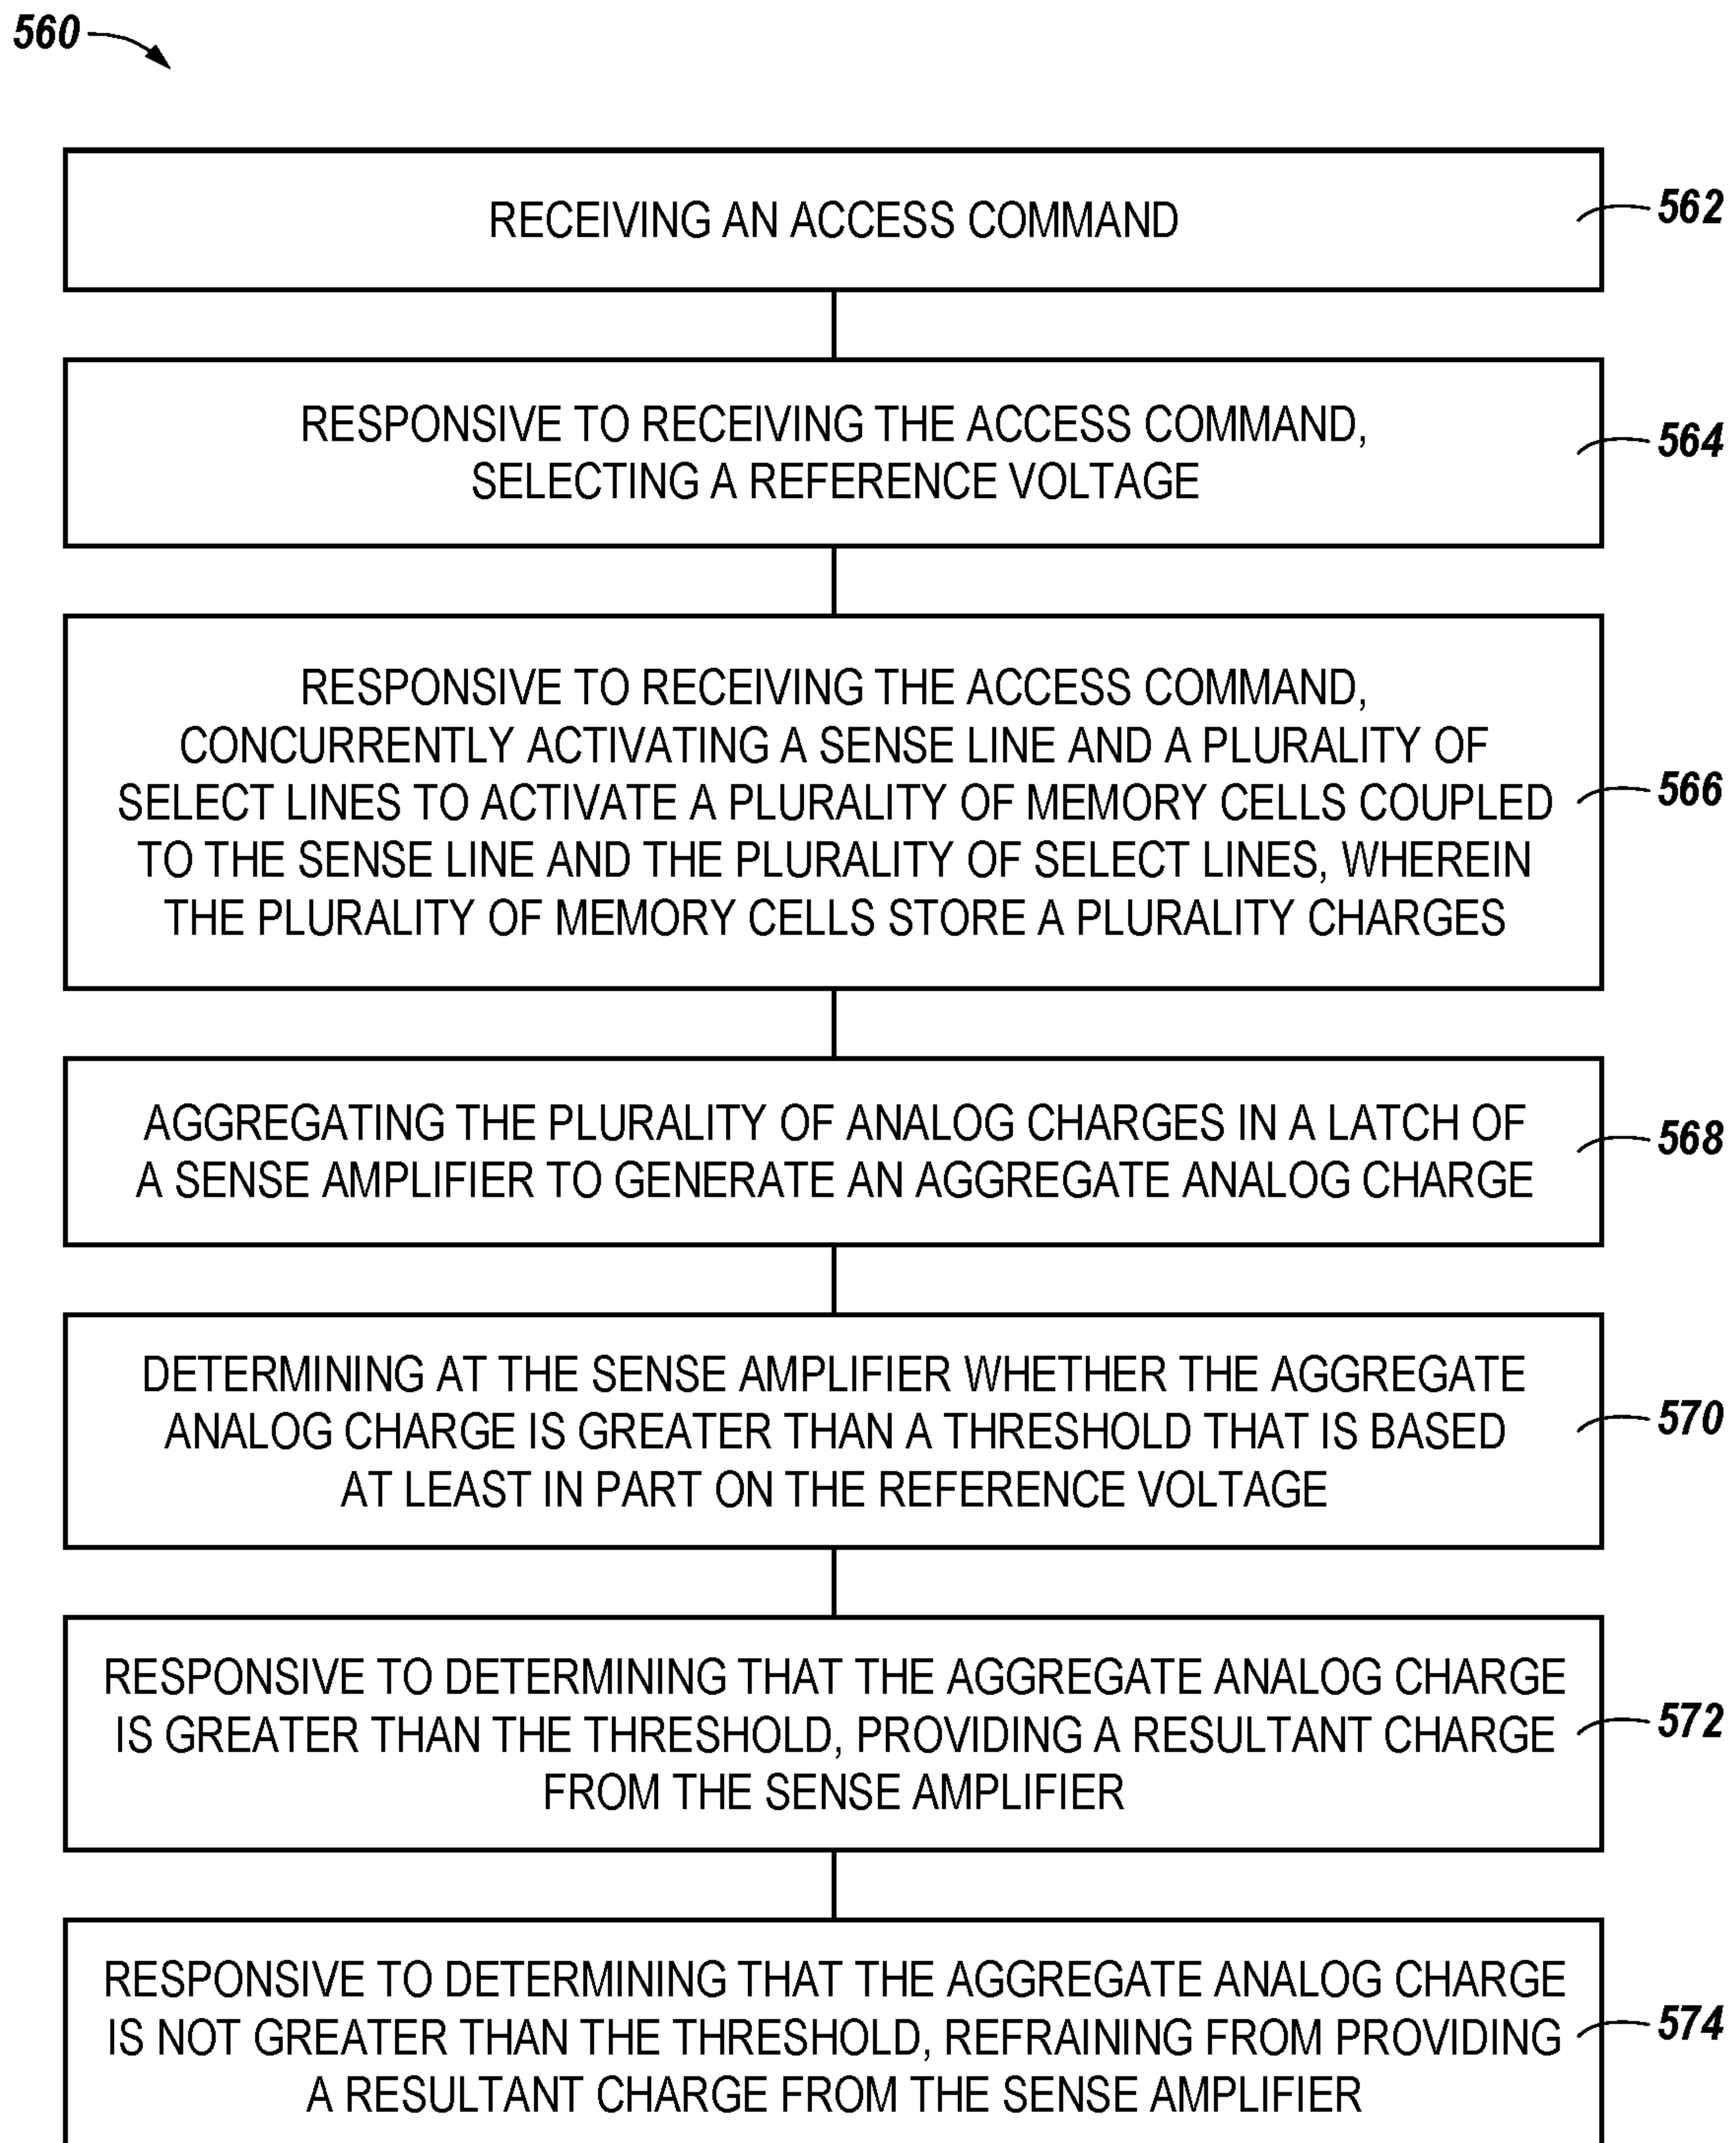 560
RECEIVING AN ACCESS COMMAND
562
RESPONSIVE TO RECEIVING THE ACCESS COMMAND,
SELECTING A REFERENCE VOLTAGE
564
RESPONSIVE TO RECEIVING THE ACCESS COMMAND,
CONCURRENTLY ACTIVATING A SENSE LINE AND A PLURALITY OF
SELECT LINES TO ACTIVATE A PLURALITY OF MEMORY CELLS COUPLED
TO THE SENSE LINE AND THE PLURALITY OF SELECT LINES, WHEREIN
THE PLURALITY OF MEMORY CELLS STORE A PLURALITY CHARGES
566
AGGREGATING THE PLURALITY OF ANALOG CHARGES IN A LATCH OF
A SENSE AMPLIFIER TO GENERATE AN AGGREGATE ANALOG CHARGE
568
DETERMINING AT THE SENSE AMPLIFIER WHETHER THE AGGREGATE
ANALOG CHARGE IS GREATER THAN A THRESHOLD THAT IS BASED
AT LEAST IN PART ON THE REFERENCE VOLTAGE
570
RESPONSIVE TO DETERMINING THAT THE AGGREGATE ANALOG CHARGE
IS GREATER THAN THE THRESHOLD, PROVIDING A RESULTANT CHARGE
FROM THE SENSE AMPLIFIER
572
RESPONSIVE TO DETERMINING THAT THE AGGREGATE ANALOG CHARGE
IS NOT GREATER THAN THE THRESHOLD, REFRAINING FROM PROVIDING
A RESULTANT CHARGE FROM THE SENSE AMPLIFIER
574